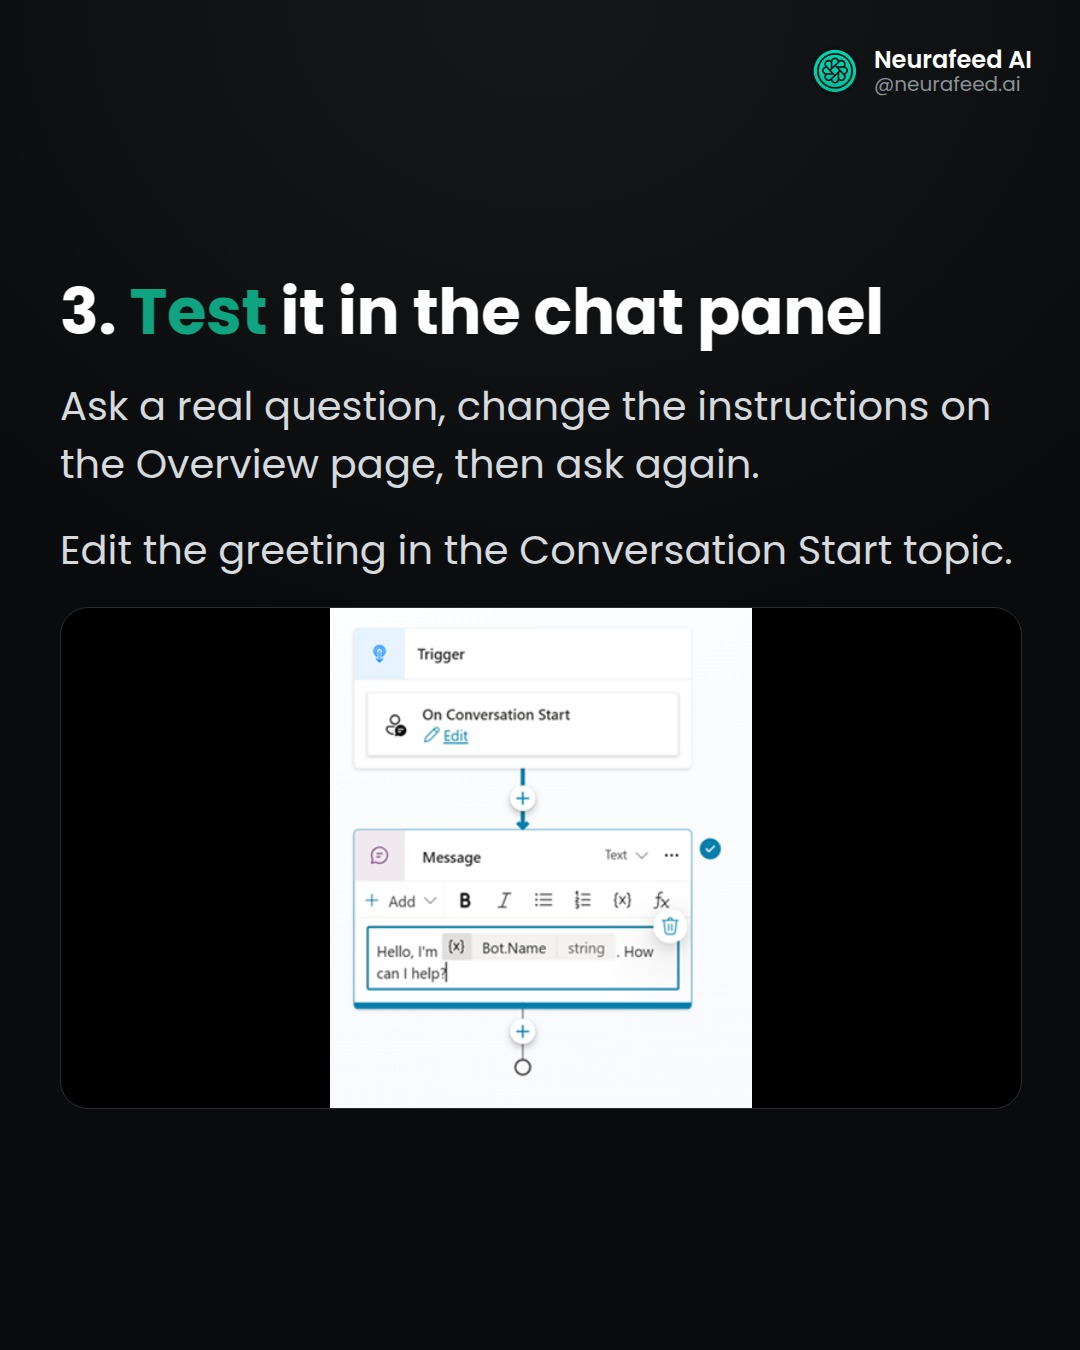 Neurafeed AI
@neurafeed.ai
3. Test it in the chat panel
Ask a real question, change the instructions on
the Overview page, then ask again.
Edit the greeting in the Conversation Start topic.
Trigger
On Conversation Start
Edit
Message
Text
Add
B I {x} fx
Hello, I'm {x} Bot.Name string . How
can I help?